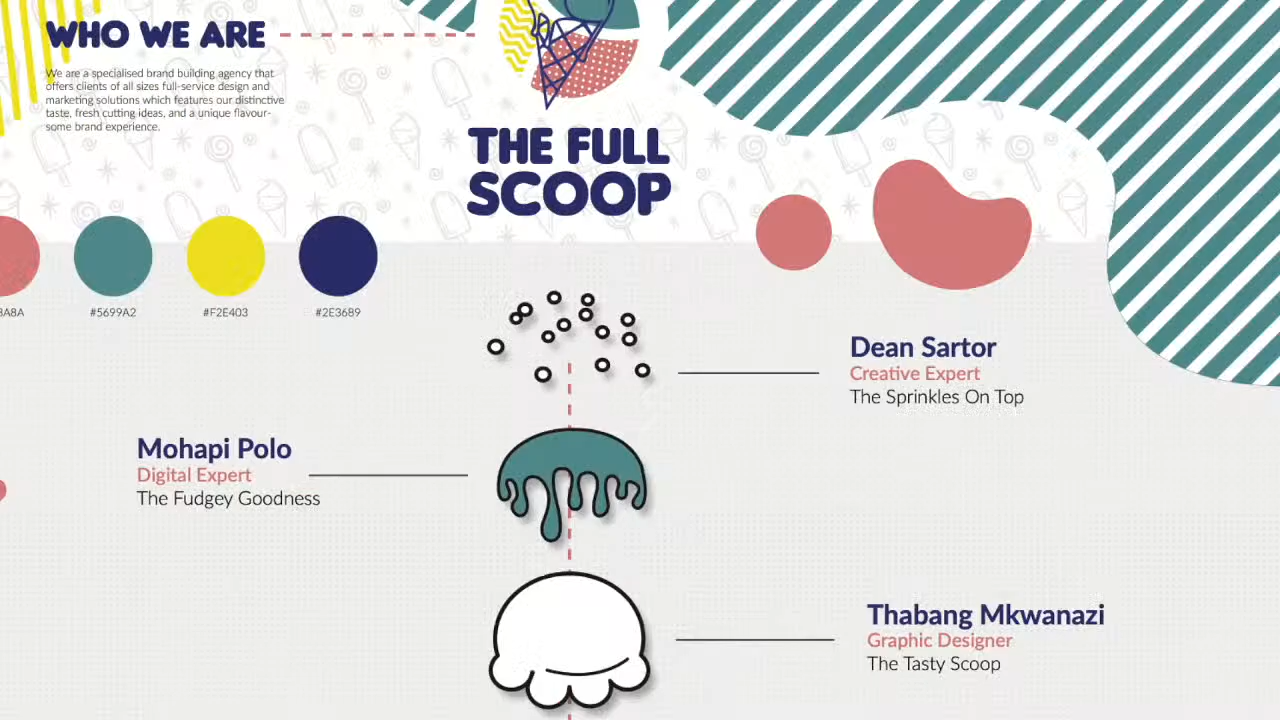 WHO WE ARE
We are a specialised brand building agency that
offers clients of all sizes full-service design and
marketing solutions which features our distinctive
taste, fresh cutting ideas, and a unique flavour-
some brand experience.
THE FULL
SCOOP
8A8A
#5699A2
#F2E403
#2E3689
Dean Sartor
Creative Expert
The Sprinkles On Top
Mohapi Polo
Digital Expert
The Fudgey Goodness
Thabang Mkwanazi
Graphic Designer
The Tasty Scoop